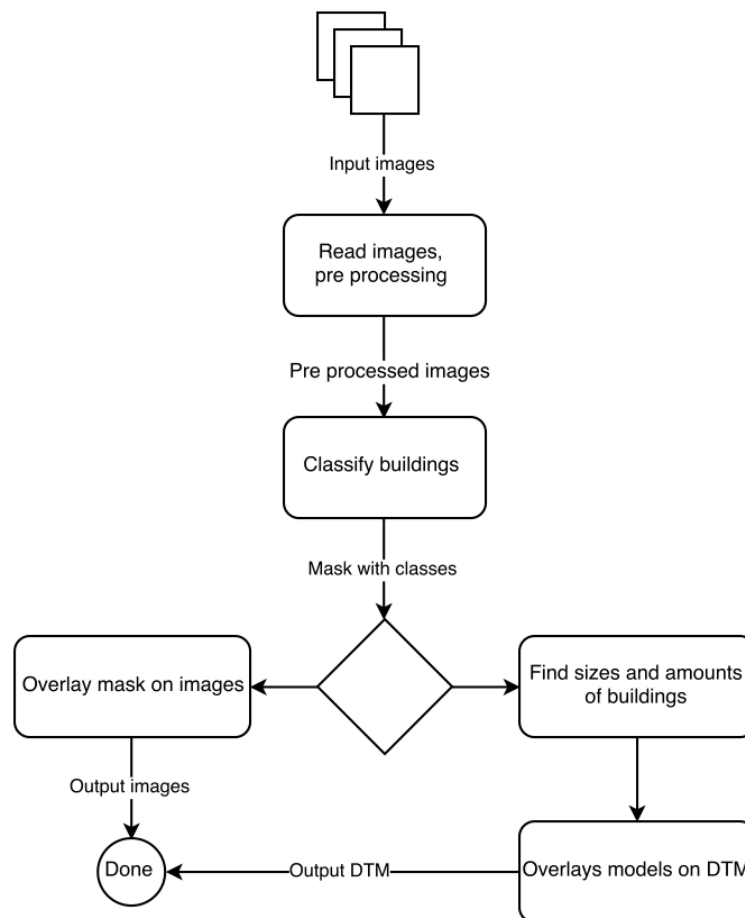 Input images
Read images,
pre processing
Pre processed images
Classify buildings
Mask with classes
Overlay mask on images
Find sizes and amounts
of buildings
Output images
Done
Output DTM
Overlays models on DTM